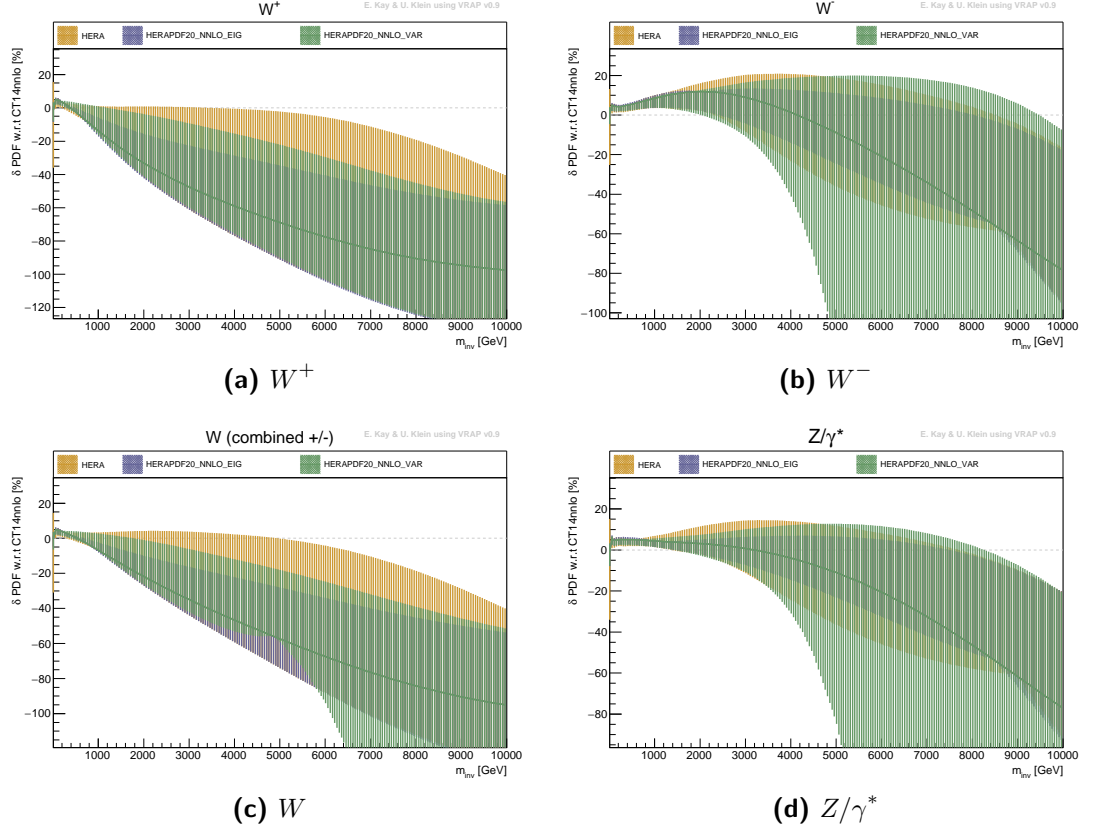 W+
E. Kay & U. Klein using VRAP v0.9
HERA HERAPDF20_NNLO_EIG HERAPDF20_NNLO_VAR
δ PDF w.r.t CT14nnlo [%]
20
0
−20
−40
−60
−80
−100
−120
1000 2000 3000 4000 5000 6000 7000 8000 9000 10000
m_inv [GeV]
(a) W+
W-
E. Kay & U. Klein using VRAP v0.9
HERA HERAPDF20_NNLO_EIG HERAPDF20_NNLO_VAR
δ PDF w.r.t CT14nnlo [%]
20
0
−20
−40
−60
−80
−100
1000 2000 3000 4000 5000 6000 7000 8000 9000 10000
m_inv [GeV]
(b) W−
W (combined +/-)
E. Kay & U. Klein using VRAP v0.9
HERA HERAPDF20_NNLO_EIG HERAPDF20_NNLO_VAR
δ PDF w.r.t CT14nnlo [%]
20
0
−20
−40
−60
−80
−100
1000 2000 3000 4000 5000 6000 7000 8000 9000 10000
m_inv [GeV]
(c) W
Z/γ*
E. Kay & U. Klein using VRAP v0.9
HERA HERAPDF20_NNLO_EIG HERAPDF20_NNLO_VAR
δ PDF w.r.t CT14nnlo [%]
20
0
−20
−40
−60
−80
1000 2000 3000 4000 5000 6000 7000 8000 9000 10000
m_inv [GeV]
(d) Z/γ*